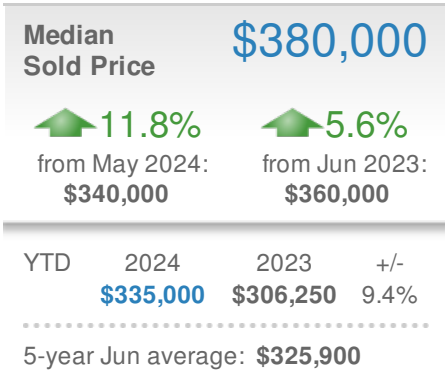 Median $380,000
Sold Price
11.8% 5.6%
from May 2024: from Jun 2023:
$340,000 $360,000
YTD 2024 2023 +/-
$335,000 $306,250 9.4%
5-year Jun average: $325,900